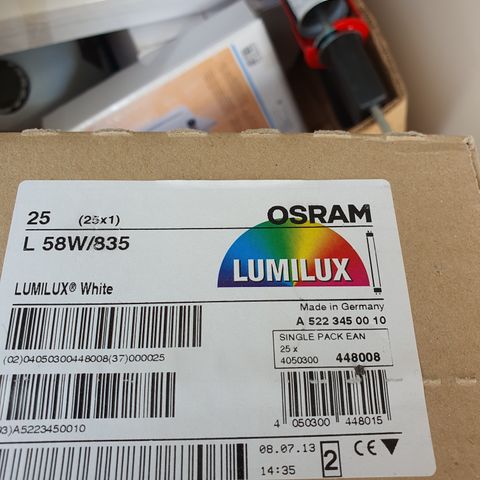 25 (25x1)
OSRAM
L 58W/835
LUMILUX
LUMILUX® White
Made in Germany
A 522 345 00 10
SINGLE PACK EAN
25 x
4050300 448008
(02)04050300448008(37)000025
4 050300 448015
)A5223450010
08.07.13
14:35
2
CE